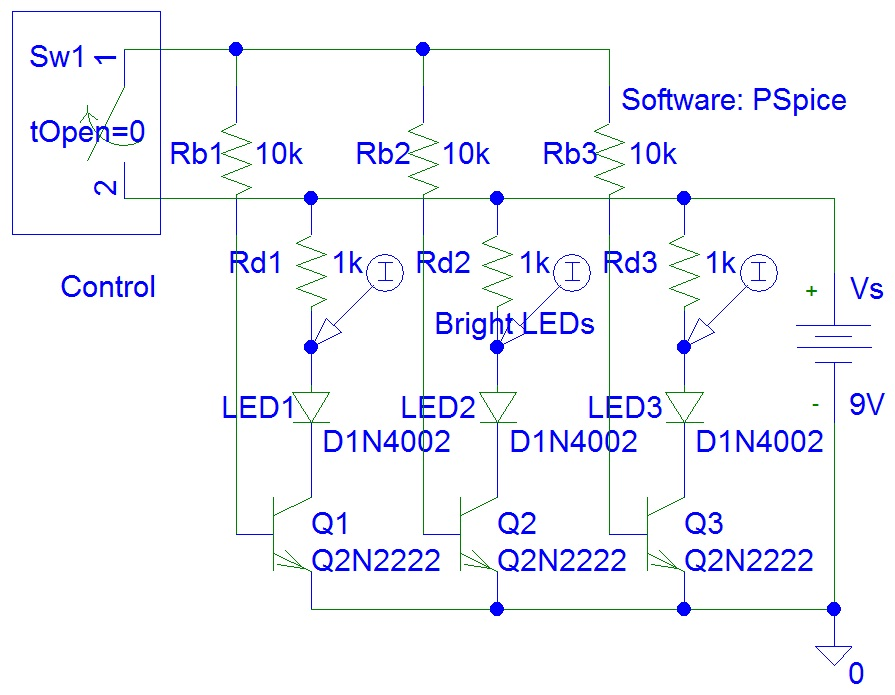 Sw1 1
Software: PSpice
tOpen=0
Rb1 10k Rb2 10k Rb3 10k
2
Rd1 1k I Rd2 1k I Rd3 1k I
Control
+ Vs
Bright LEDs
LED1 LED2 LED3 - 9V
D1N4002 D1N4002 D1N4002
Q1 Q2 Q3
Q2N2222 Q2N2222 Q2N2222
0